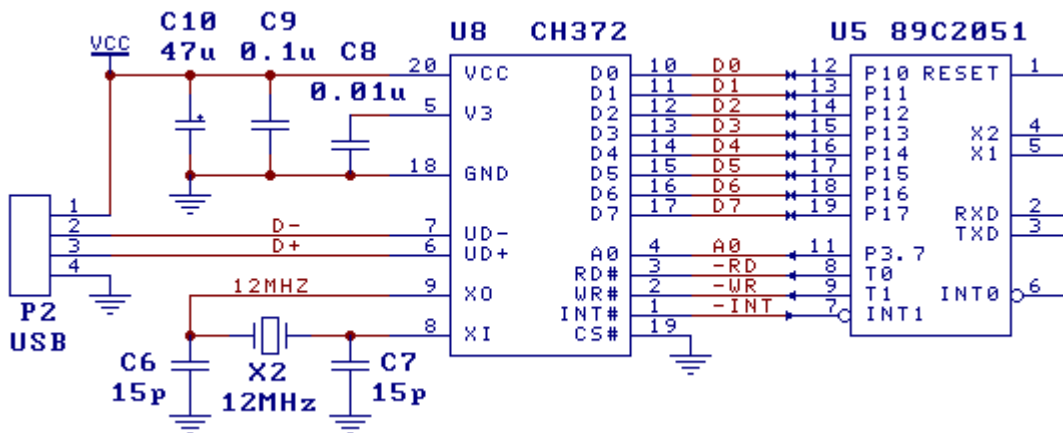 C10 C9 U8 CH372 U5 89C2051
VCC 47u 0.1u C8
20 VCC D0 10 D0 12 P10 RESET 1
0.01u D1 11 D1 13 P11
5 V3 D2 12 D2 14 P12
D3 13 D3 15 P13 X2 4
D4 14 D4 16 P14 X1 5
18 GND D5 15 D5 17 P15
D6 16 D6 18 P16
1 D7 17 D7 19 P17 RXD 2
2 D- 7 UD- TXD 3
3 D+ 6 UD+ A0 4 A0 11 P3.7
4 RD# 3 -RD 8 T0
12MHZ 9 XO WR# 2 -WR 9 T1 INT0 6
P2 INT# 1 -INT 7 INT1
USB 8 XI CS# 19
C6 X2 C7
15p 12MHz 15p